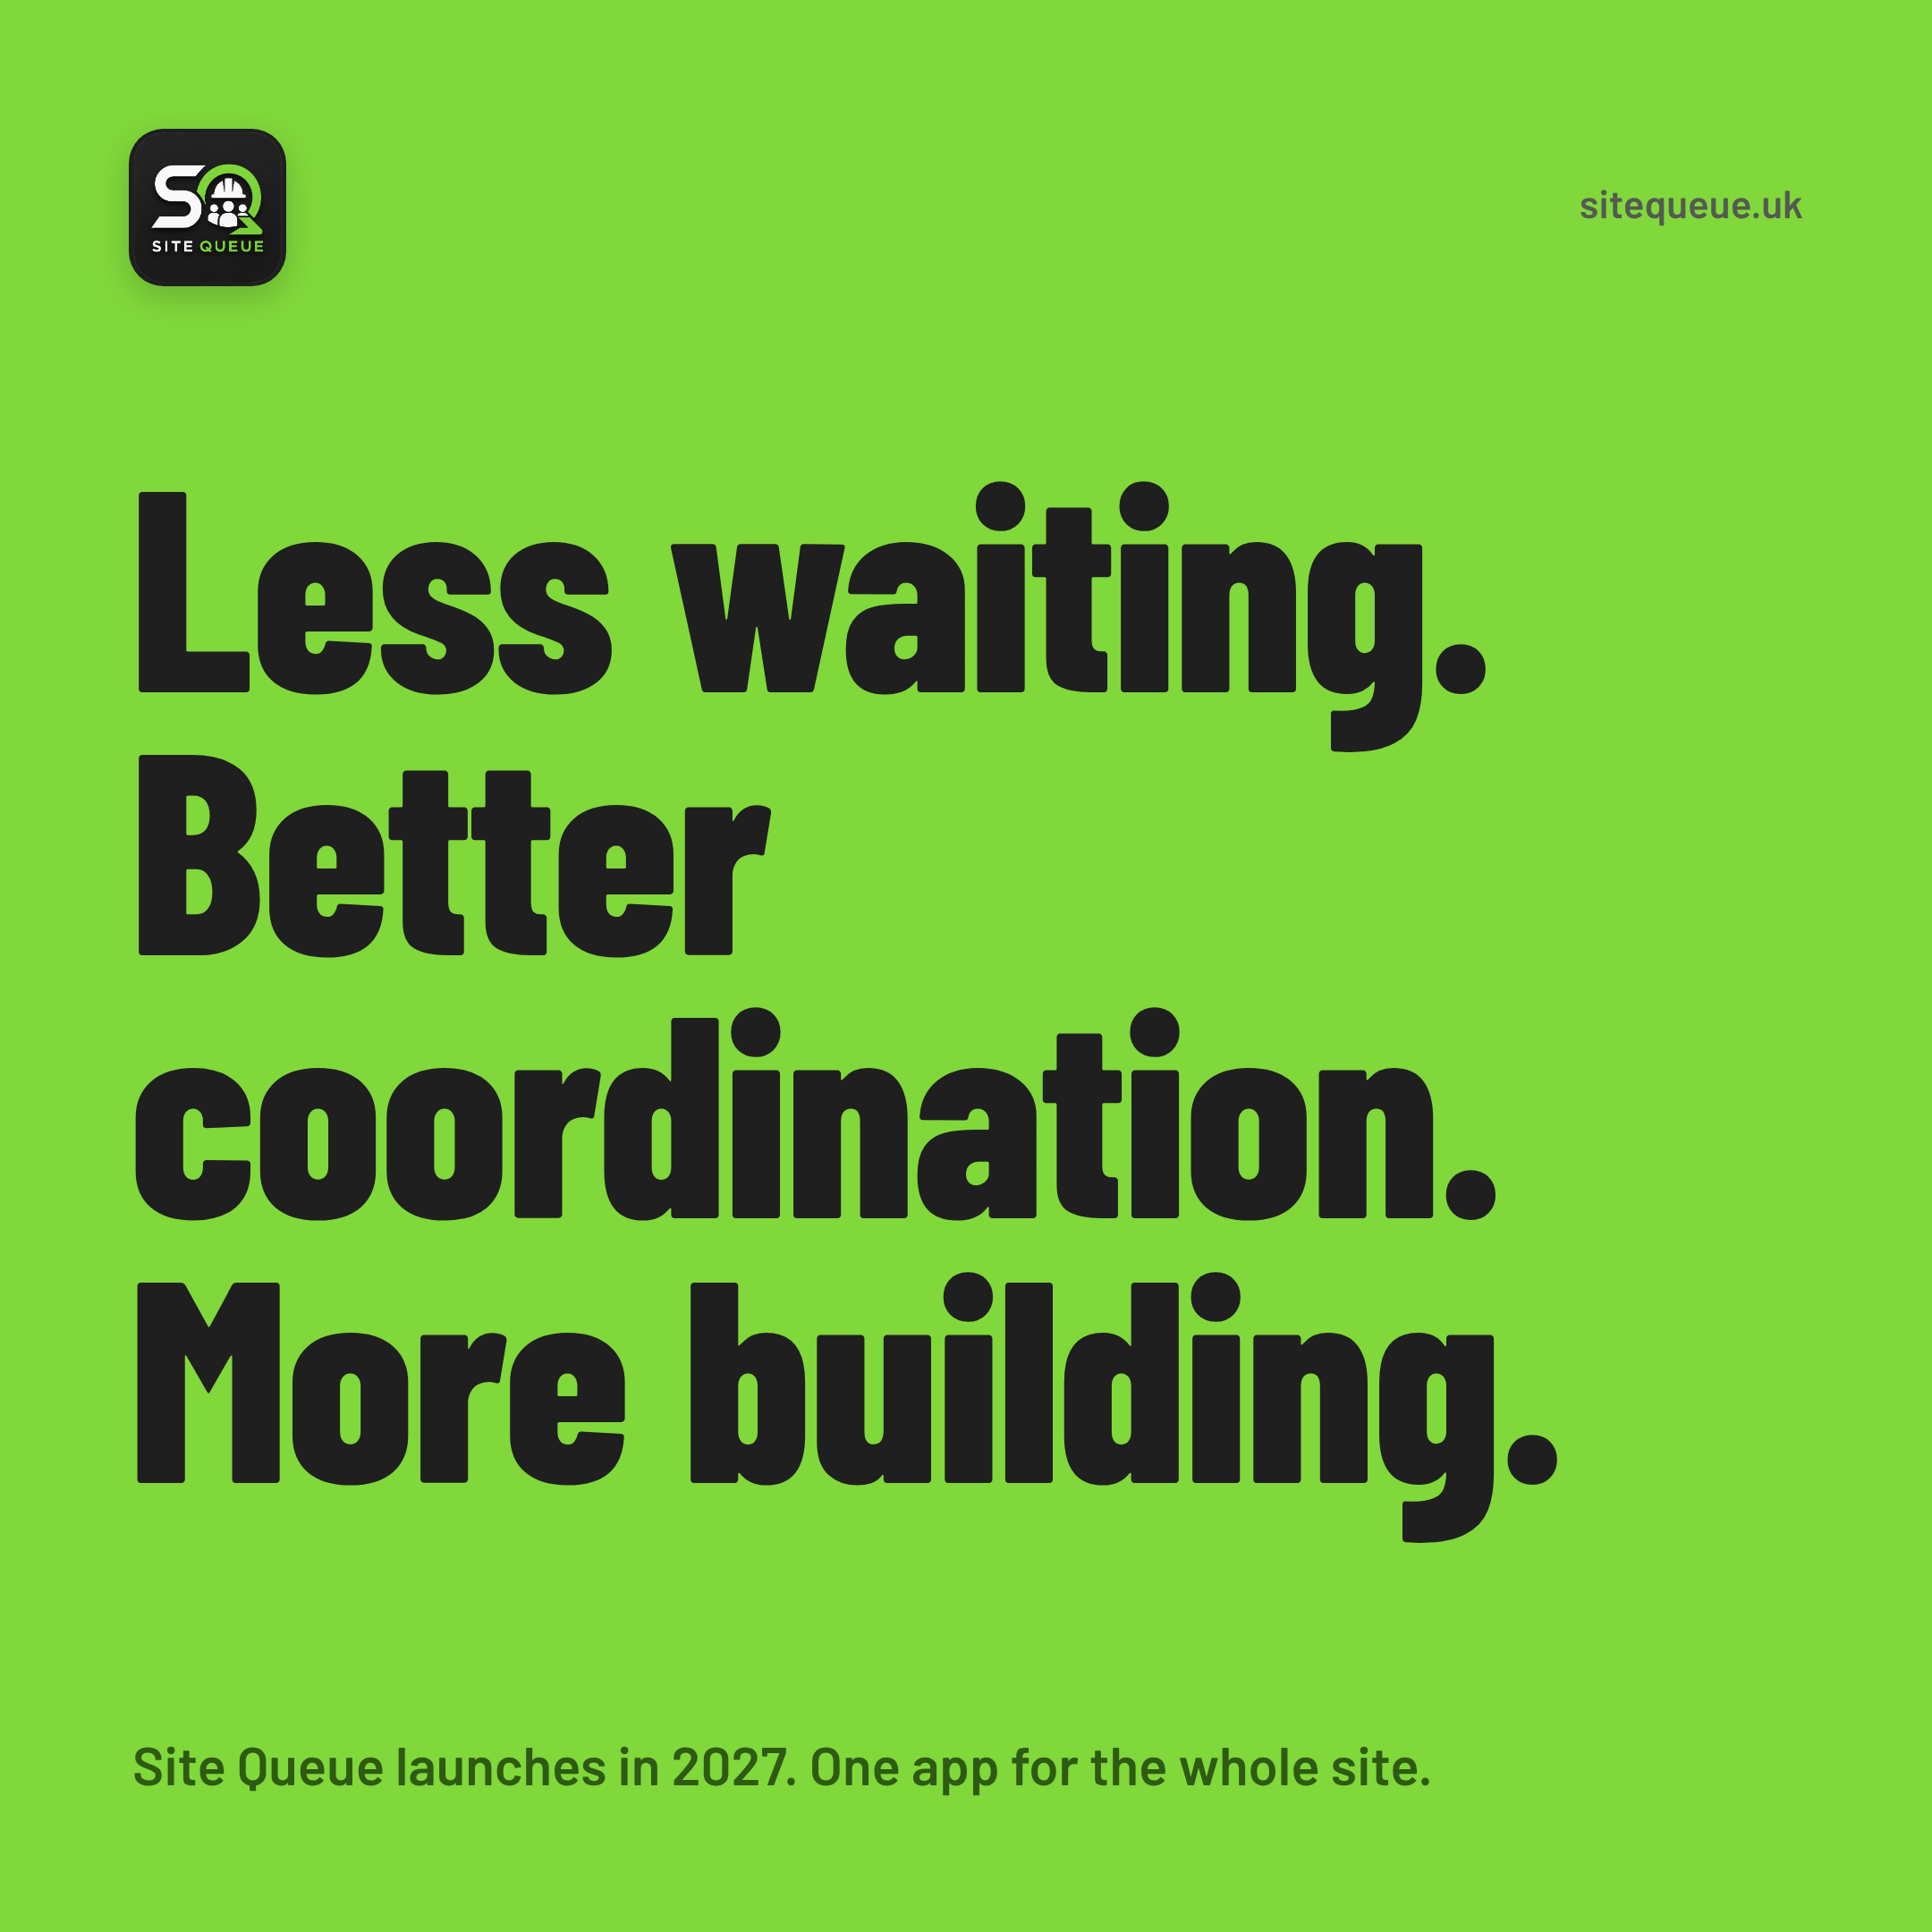 SQ
SITE QUEUE
sitequeue.uk
Less waiting.
Better
coordination.
More building.
Site Queue launches in 2027. One app for the whole site.